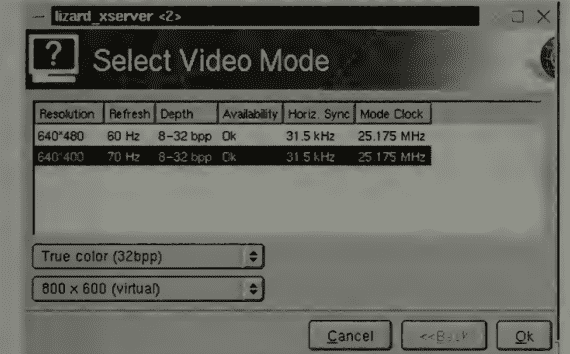 lizard_xserver <2>
?
Select Video Mode
Resolution Refresh Depth Availability Horiz. Sync Mode Clock
640*480 60 Hz 8-32 bpp Ok 31.5 kHz 25.175 MHz
640*400 70 Hz 8-32 bpp Ok 31.5 kHz 25.175 MHz
True color (32bpp)
800 x 600 (virtual)
Cancel <<Back Ok